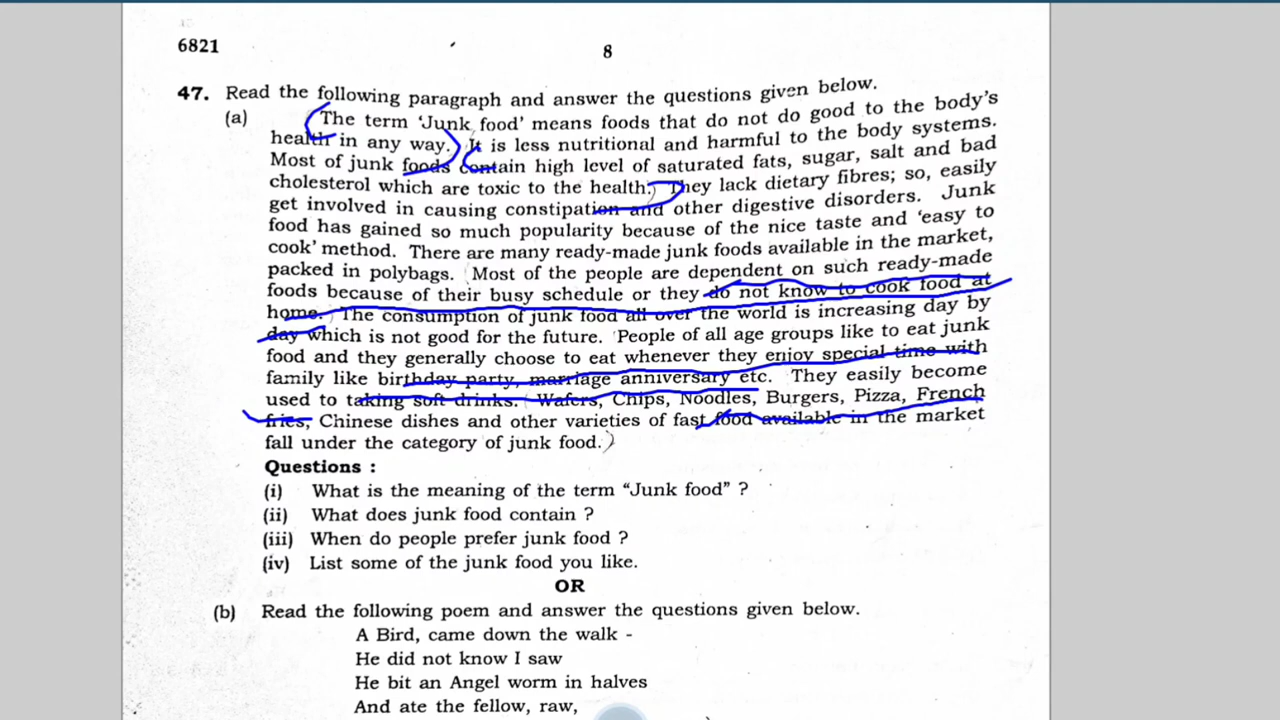 6821
8
47. Read the following paragraph and answer the questions given below.
(a) The term ‘Junk food’ means foods that do not do good to the body’s
health in any way. It is less nutritional and harmful to the body systems.
Most of junk foods contain high level of saturated fats, sugar, salt and bad
cholesterol which are toxic to the health. They lack dietary fibres; so, easily
get involved in causing constipation and other digestive disorders. Junk
food has gained so much popularity because of the nice taste and ‘easy to
cook’ method. There are many ready-made junk foods available in the market,
packed in polybags. Most of the people are dependent on such ready-made
foods because of their busy schedule or they do not know to cook food at
home. The consumption of junk food all over the world is increasing day by
day which is not good for the future. People of all age groups like to eat junk
food and they generally choose to eat whenever they enjoy special time with
family like birthday party, marriage anniversary etc. They easily become
used to taking soft drinks. Wafers, Chips, Noodles, Burgers, Pizza, French
fries, Chinese dishes and other varieties of fast food available in the market
fall under the category of junk food.
Questions :
(i) What is the meaning of the term “Junk food” ?
(ii) What does junk food contain ?
(iii) When do people prefer junk food ?
(iv) List some of the junk food you like.
OR
(b) Read the following poem and answer the questions given below.
A Bird, came down the walk -
He did not know I saw
He bit an Angel worm in halves
And ate the fellow, raw,